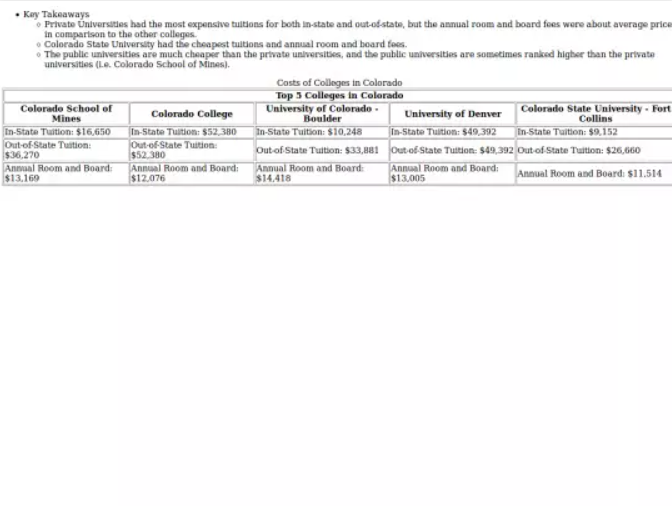 Key Takeaways
Private Universities had the most expensive tuitions for both in-state and out-of-state, but the annual room and board fees were about average price
in comparison to the other colleges.
Colorado State University had the cheapest tuitions and annual room and board fees.
The public universities are much cheaper than the private universities, and the public universities are sometimes ranked higher than the private
universities (i.e. Colorado School of Mines).
Costs of Colleges in Colorado
Top 5 Colleges in Colorado
Colorado School of
Mines
Colorado College
University of Colorado -
Boulder
University of Denver
Colorado State University - Fort
Collins
In-State Tuition: $16,650
In-State Tuition: $52,380
In-State Tuition: $10,248
In-State Tuition: $49,392
In-State Tuition: $9,152
Out-of-State Tuition:
$36,270
Out-of-State Tuition:
$52,380
Out-of-State Tuition: $33,881
Out-of-State Tuition: $49,392
Out-of-State Tuition: $26,660
Annual Room and Board:
$13,169
Annual Room and Board:
$12,076
Annual Room and Board:
$14,418
Annual Room and Board:
$13,005
Annual Room and Board: $11,514